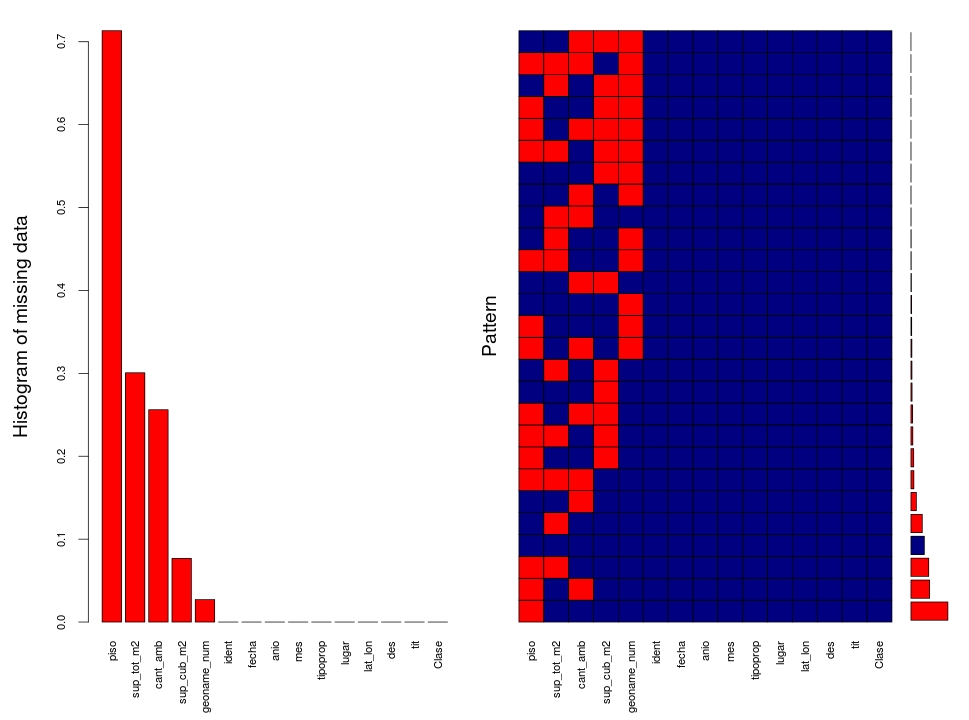 Histogram of missing data
0.7
0.6
0.5
0.4
0.3
0.2
0.1
0.0
piso
sup_tot_m2
cant_amb
sup_cub_m2
geoname_num
ident
fecha
anio
mes
tipoprop
lugar
lat_lon
des
tit
Clase
Pattern
piso
sup_tot_m2
cant_amb
sup_cub_m2
geoname_num
ident
fecha
anio
mes
tipoprop
lugar
lat_lon
des
tit
Clase